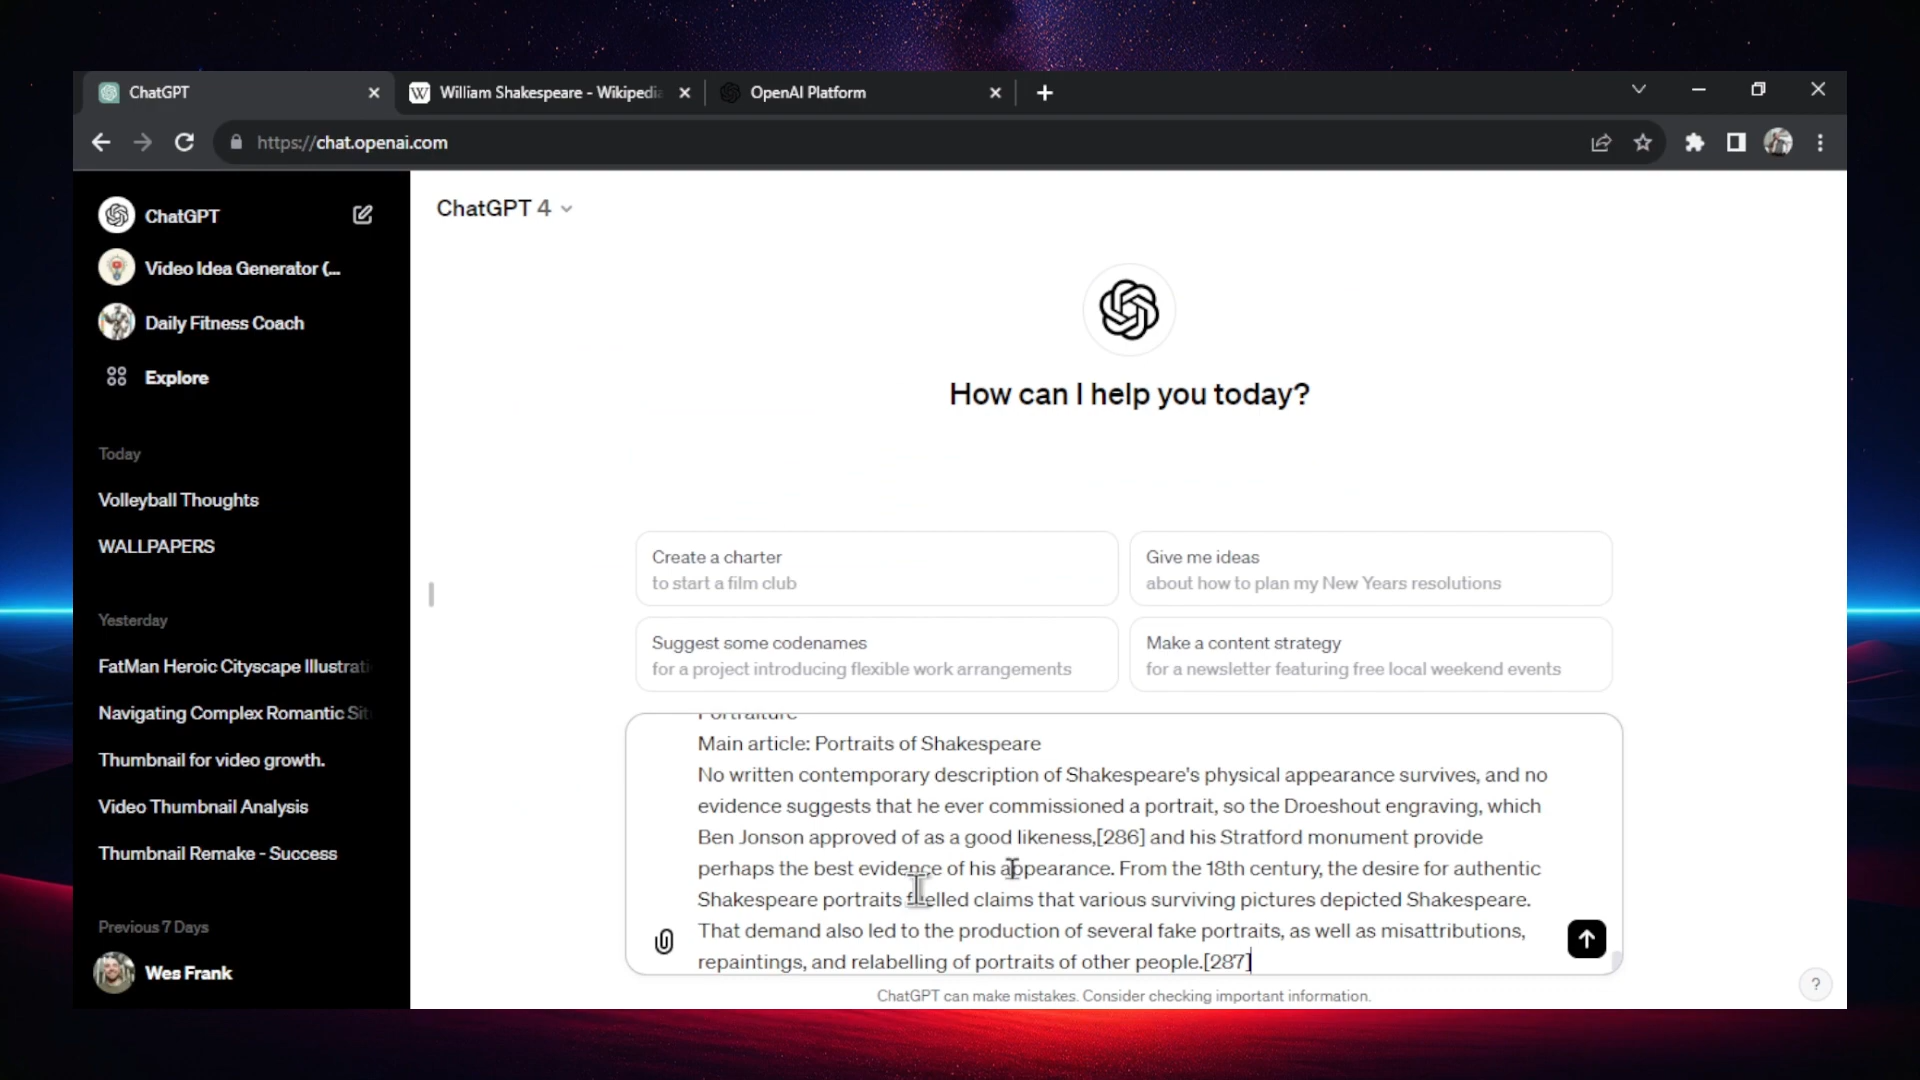 ChatGPT
William Shakespeare - Wikipedia
OpenAI Platform
https://chat.openai.com
ChatGPT
Video Idea Generator (...
Daily Fitness Coach
Explore
Today
Volleyball Thoughts
WALLPAPERS
Yesterday
FatMan Heroic Cityscape Illustrati
Navigating Complex Romantic Sit
Thumbnail for video growth.
Video Thumbnail Analysis
Thumbnail Remake - Success
Previous 7 Days
Wes Frank
ChatGPT 4
How can I help you today?
Create a charter
to start a film club
Give me ideas
about how to plan my New Years resolutions
Suggest some codenames
for a project introducing flexible work arrangements
Make a content strategy
for a newsletter featuring free local weekend events
Portraiture
Main article: Portraits of Shakespeare
No written contemporary description of Shakespeare's physical appearance survives, and no
evidence suggests that he ever commissioned a portrait, so the Droeshout engraving, which
Ben Jonson approved of as a good likeness,[286] and his Stratford monument provide
perhaps the best evidence of his appearance. From the 18th century, the desire for authentic
Shakespeare portraits fuelled claims that various surviving pictures depicted Shakespeare.
That demand also led to the production of several fake portraits, as well as misattributions,
repaintings, and relabelling of portraits of other people.[287]
ChatGPT can make mistakes. Consider checking important information.
?